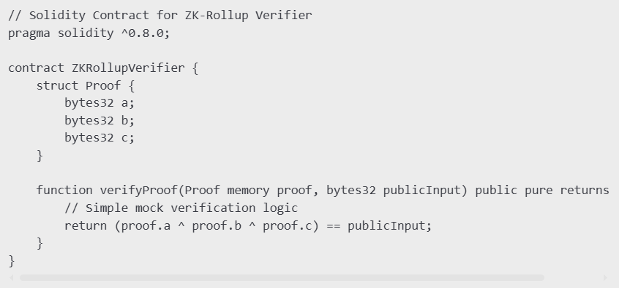 // Solidity Contract for ZK-Rollup Verifier
pragma solidity ^0.8.0;
contract ZKRollupVerifier {
struct Proof {
bytes32 a;
bytes32 b;
bytes32 c;
}
function verifyProof(Proof memory proof, bytes32 publicInput) public pure returns
// Simple mock verification logic
return (proof.a ^ proof.b ^ proof.c) == publicInput;
}
}